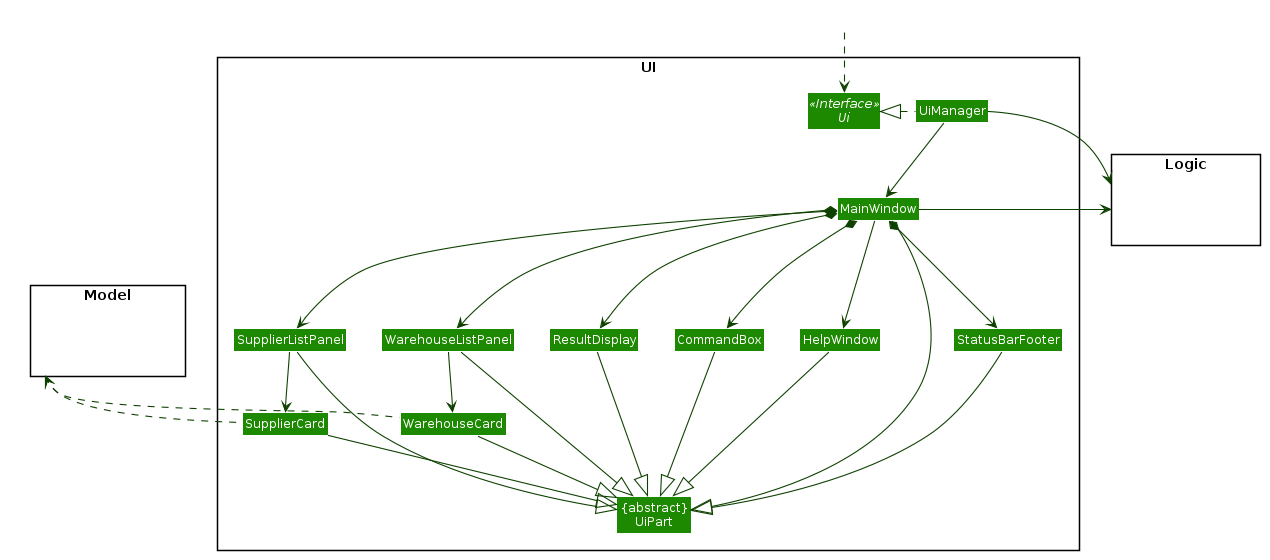 UI
«Interface»
Ui
UiManager
Logic
MainWindow
Model
SupplierListPanel
WarehouseListPanel
ResultDisplay
CommandBox
HelpWindow
StatusBarFooter
SupplierCard
WarehouseCard
{abstract}
UiPart